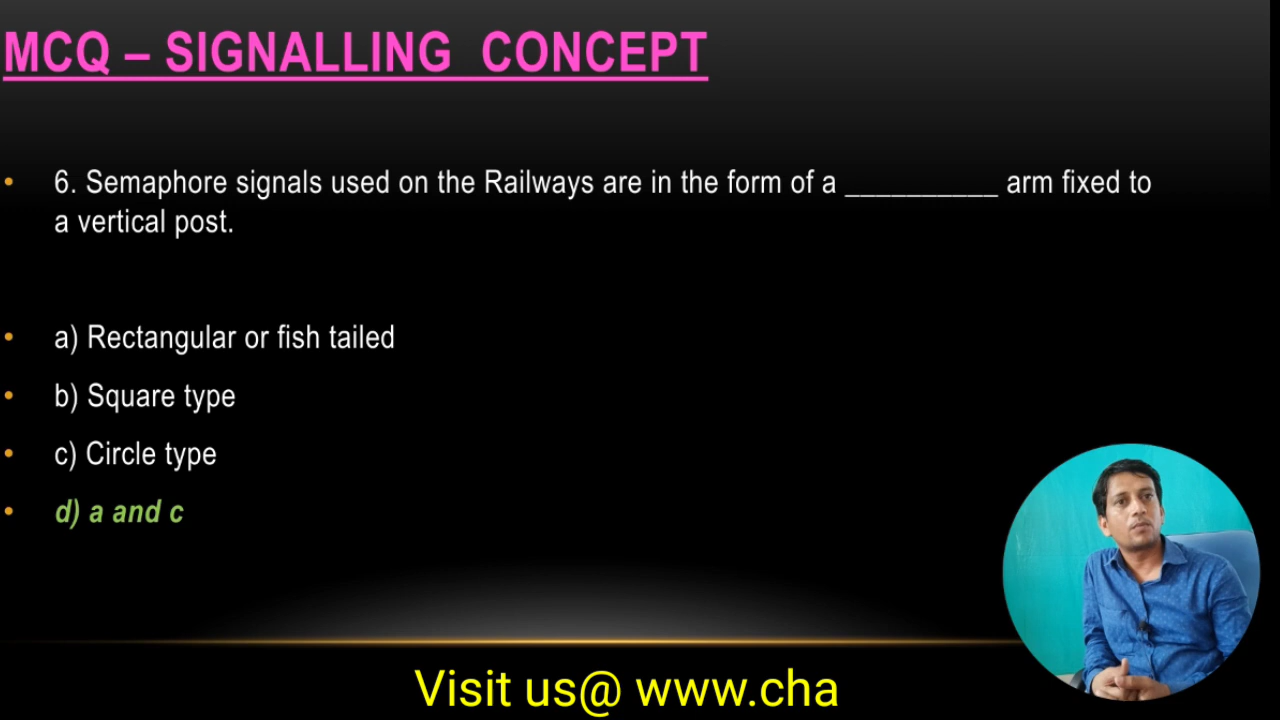 MCQ – SIGNALLING CONCEPT
• 6. Semaphore signals used on the Railways are in the form of a __________ arm fixed to
a vertical post.
• a) Rectangular or fish tailed
• b) Square type
• c) Circle type
• d) a and c
Visit us@ www.cha